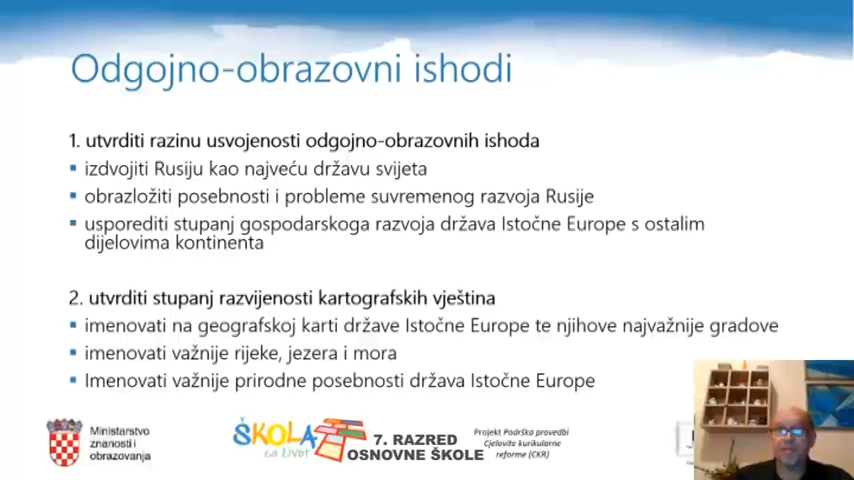 Odgojno-obrazovni ishodi
1. utvrditi razinu usvojenosti odgojno-obrazovnih ishoda
▪ izdvojiti Rusiju kao najveću državu svijeta
▪ obrazložiti posebnosti i probleme suvremenog razvoja Rusije
▪ usporediti stupanj gospodarskoga razvoja država Istočne Europe s ostalim
dijelovima kontinenta
2. utvrditi stupanj razvijenosti kartografskih vještina
▪ imenovati na geografskoj karti države Istočne Europe te njihove najvažnije gradove
▪ imenovati važnije rijeke, jezera i mora
▪ Imenovati važnije prirodne posebnosti država Istočne Europe
Ministarstvo
znanosti i
obrazovanja
ŠKOLA
za život
7. RAZRED
OSNOVNE ŠKOLE
Projekt Podrška provedbi
Cjelovite kurikularne
reforme (CKR)